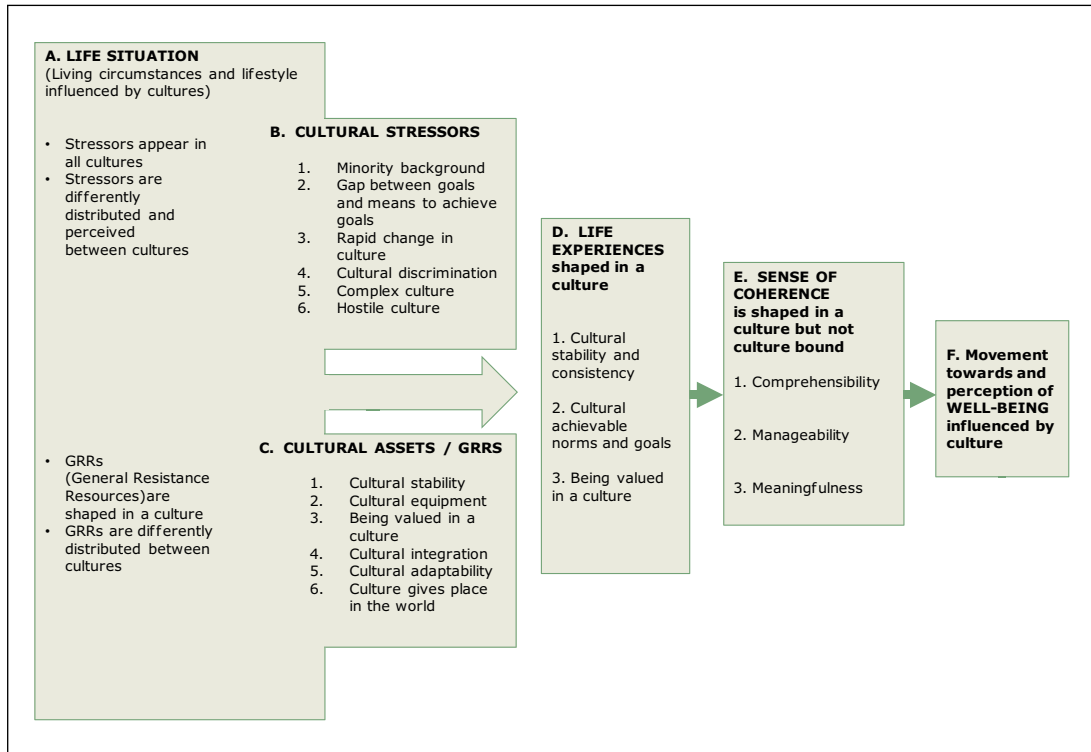 A. LIFE SITUATION
(Living circumstances and lifestyle
influenced by cultures)
• Stressors appear in
all cultures
• Stressors are
differently
distributed and
perceived
between cultures
• GRRs
(General Resistance
Resources)are
shaped in a culture
• GRRs are differently
distributed between
cultures
B. CULTURAL STRESSORS
1. Minority background
2. Gap between goals
and means to achieve
goals
3. Rapid change in
culture
4. Cultural discrimination
5. Complex culture
6. Hostile culture
C. CULTURAL ASSETS / GRRS
1. Cultural stability
2. Cultural equipment
3. Being valued in a
culture
4. Cultural integration
5. Cultural adaptability
6. Culture gives place
in the world
D. LIFE
EXPERIENCES
shaped in a
culture
1. Cultural
stability and
consistency
2. Cultural
achievable
norms and goals
3. Being valued
in a culture
E. SENSE OF
COHERENCE
is shaped in a
culture but not
culture bound
1. Comprehensibility
2. Manageability
3. Meaningfulness
F. Movement
towards and
perception of
WELL-BEING
influenced by
culture